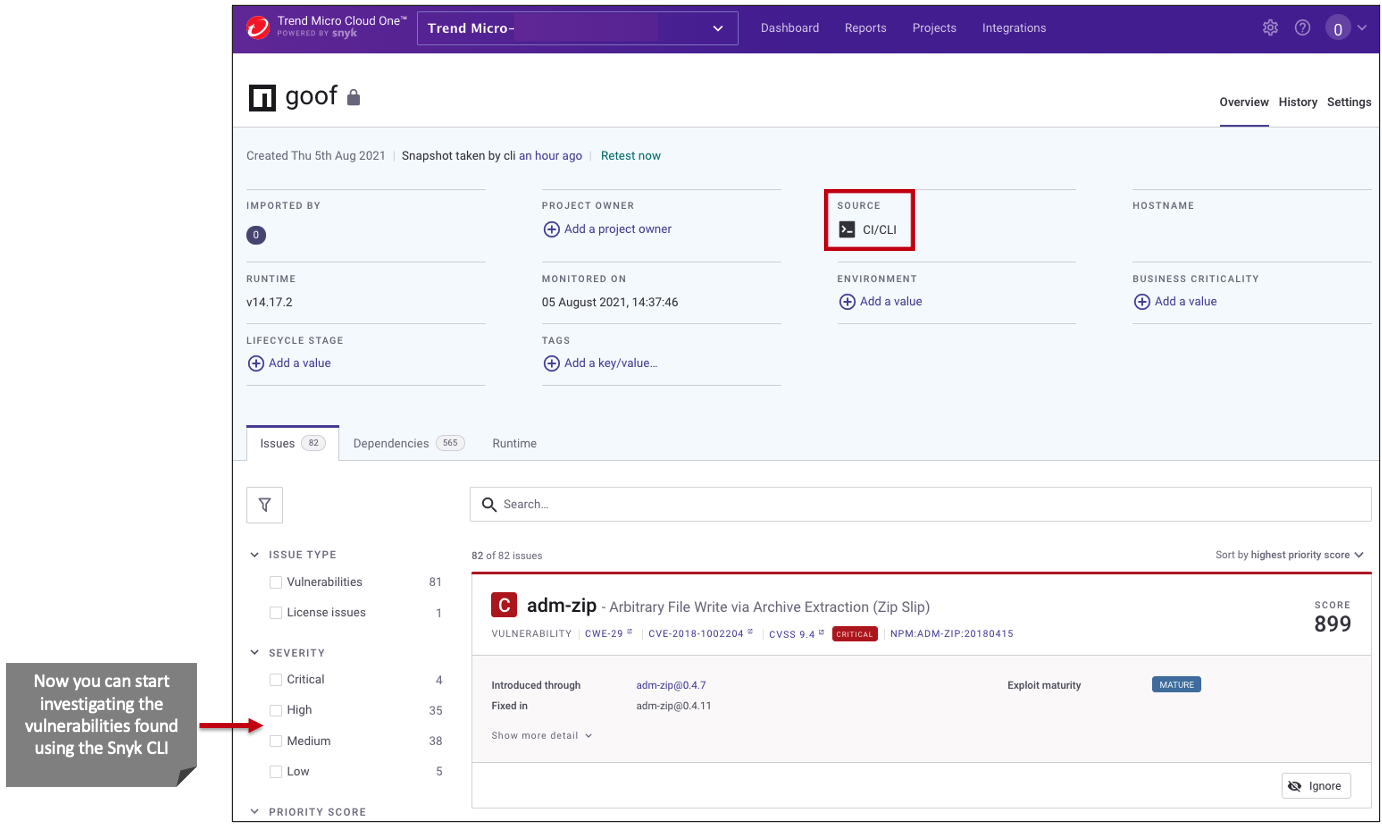 Trend Micro Cloud One™
POWERED BY snyk
Trend Micro-
Dashboard Reports Projects Integrations
0
goof
Overview History Settings
Created Thu 5th Aug 2021 | Snapshot taken by cli an hour ago | Retest now
IMPORTED BY PROJECT OWNER SOURCE HOSTNAME
0 Add a project owner CI/CLI
RUNTIME MONITORED ON ENVIRONMENT BUSINESS CRITICALITY
v14.17.2 05 August 2021, 14:37:46 Add a value Add a value
LIFECYCLE STAGE TAGS
Add a value Add a key/value...
Issues 82 Dependencies 565 Runtime
Search...
ISSUE TYPE
Vulnerabilities 81
License issues 1
SEVERITY
Critical 4
High 35
Medium 38
Low 5
PRIORITY SCORE
82 of 82 issues Sort by highest priority score
C adm-zip - Arbitrary File Write via Archive Extraction (Zip Slip)
VULNERABILITY | CWE-29 | CVE-2018-1002204 | CVSS 9.4 CRITICAL | NPM:ADM-ZIP:20180415
SCORE
899
Introduced through adm-zip@0.4.7 Exploit maturity MATURE
Fixed in adm-zip@0.4.11
Show more detail
Ignore
Now you can start
investigating the
vulnerabilities found
using the Snyk CLI